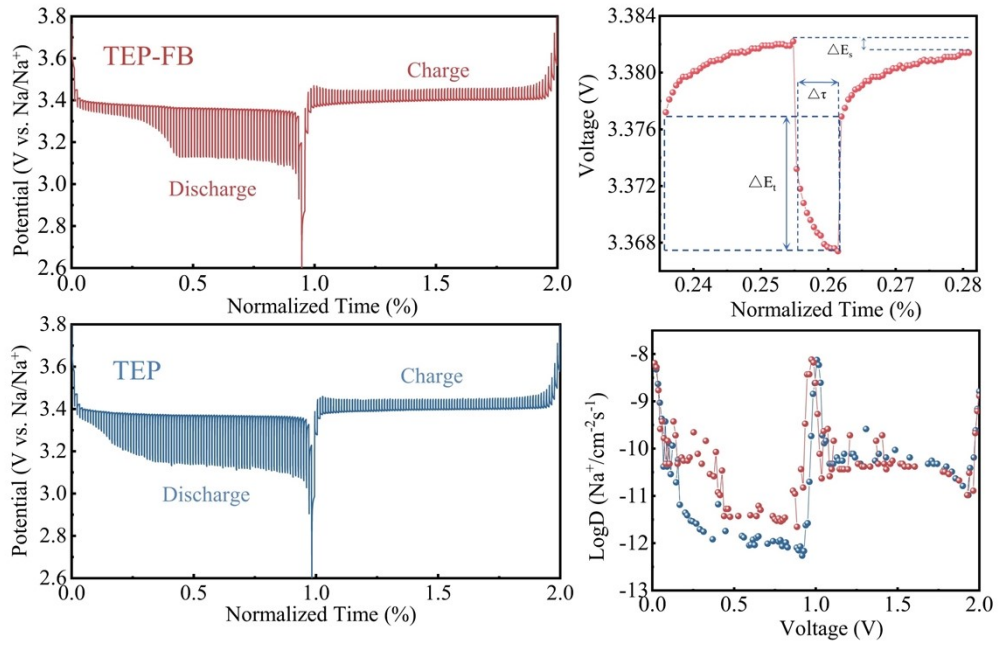 TEP-FB
Charge
Discharge
Potential (V vs. Na/Na⁺)
3.8
3.6
3.4
3.2
3.0
2.8
2.6
0.0 0.5 1.0 1.5 2.0
Normalized Time (%)
3.384
3.380
3.376
3.372
3.368
Voltage (V)
△Eₛ
△τ
△Eₜ
0.24 0.25 0.26 0.27 0.28
Normalized Time (%)
TEP
Charge
Discharge
Potential (V vs. Na/Na⁺)
3.8
3.6
3.4
3.2
3.0
2.8
2.6
0.0 0.5 1.0 1.5 2.0
Normalized Time (%)
LogD (Na⁺/cm⁻²s⁻¹)
-8
-9
-10
-11
-12
-13
0.0 0.5 1.0 1.5 2.0
Voltage (V)